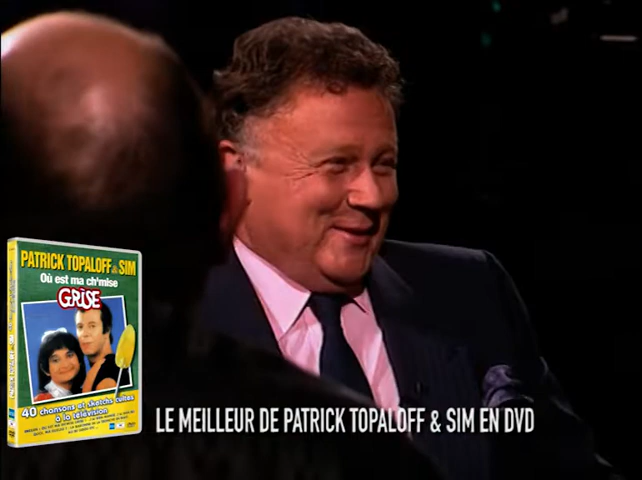 PATRICK TOPALOFF & SIM
Où est ma ch'mise
GRISE
40 chansons et sketchs cultes
à la télévision
LE MEILLEUR DE PATRICK TOPALOFF & SIM EN DVD